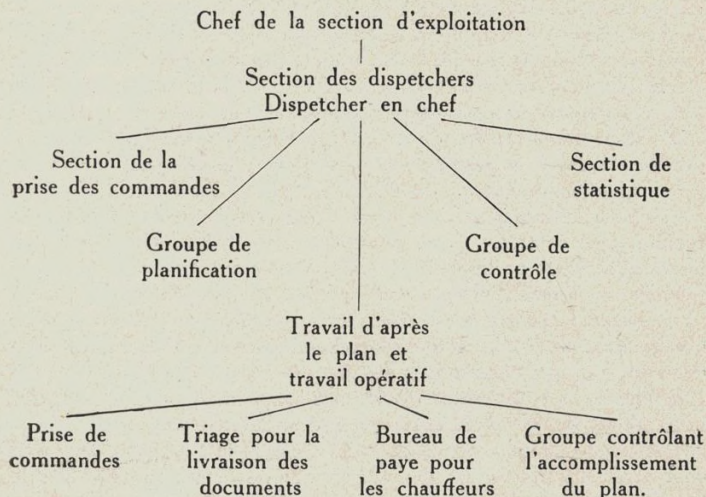 Chef de la section d'exploitation
Section des dispetchers
Dispetcher en chef
Section de la
prise des commandes
Section de
statistique
Groupe de
planification
Groupe de
contrôle
Travail d'après
le plan et
travail opératif
Prise de
commandes
Triage pour la
livraison des
documents
Bureau de
paye pour
les chauffeurs
Groupe contrôlant
l'accomplissement
du plan.